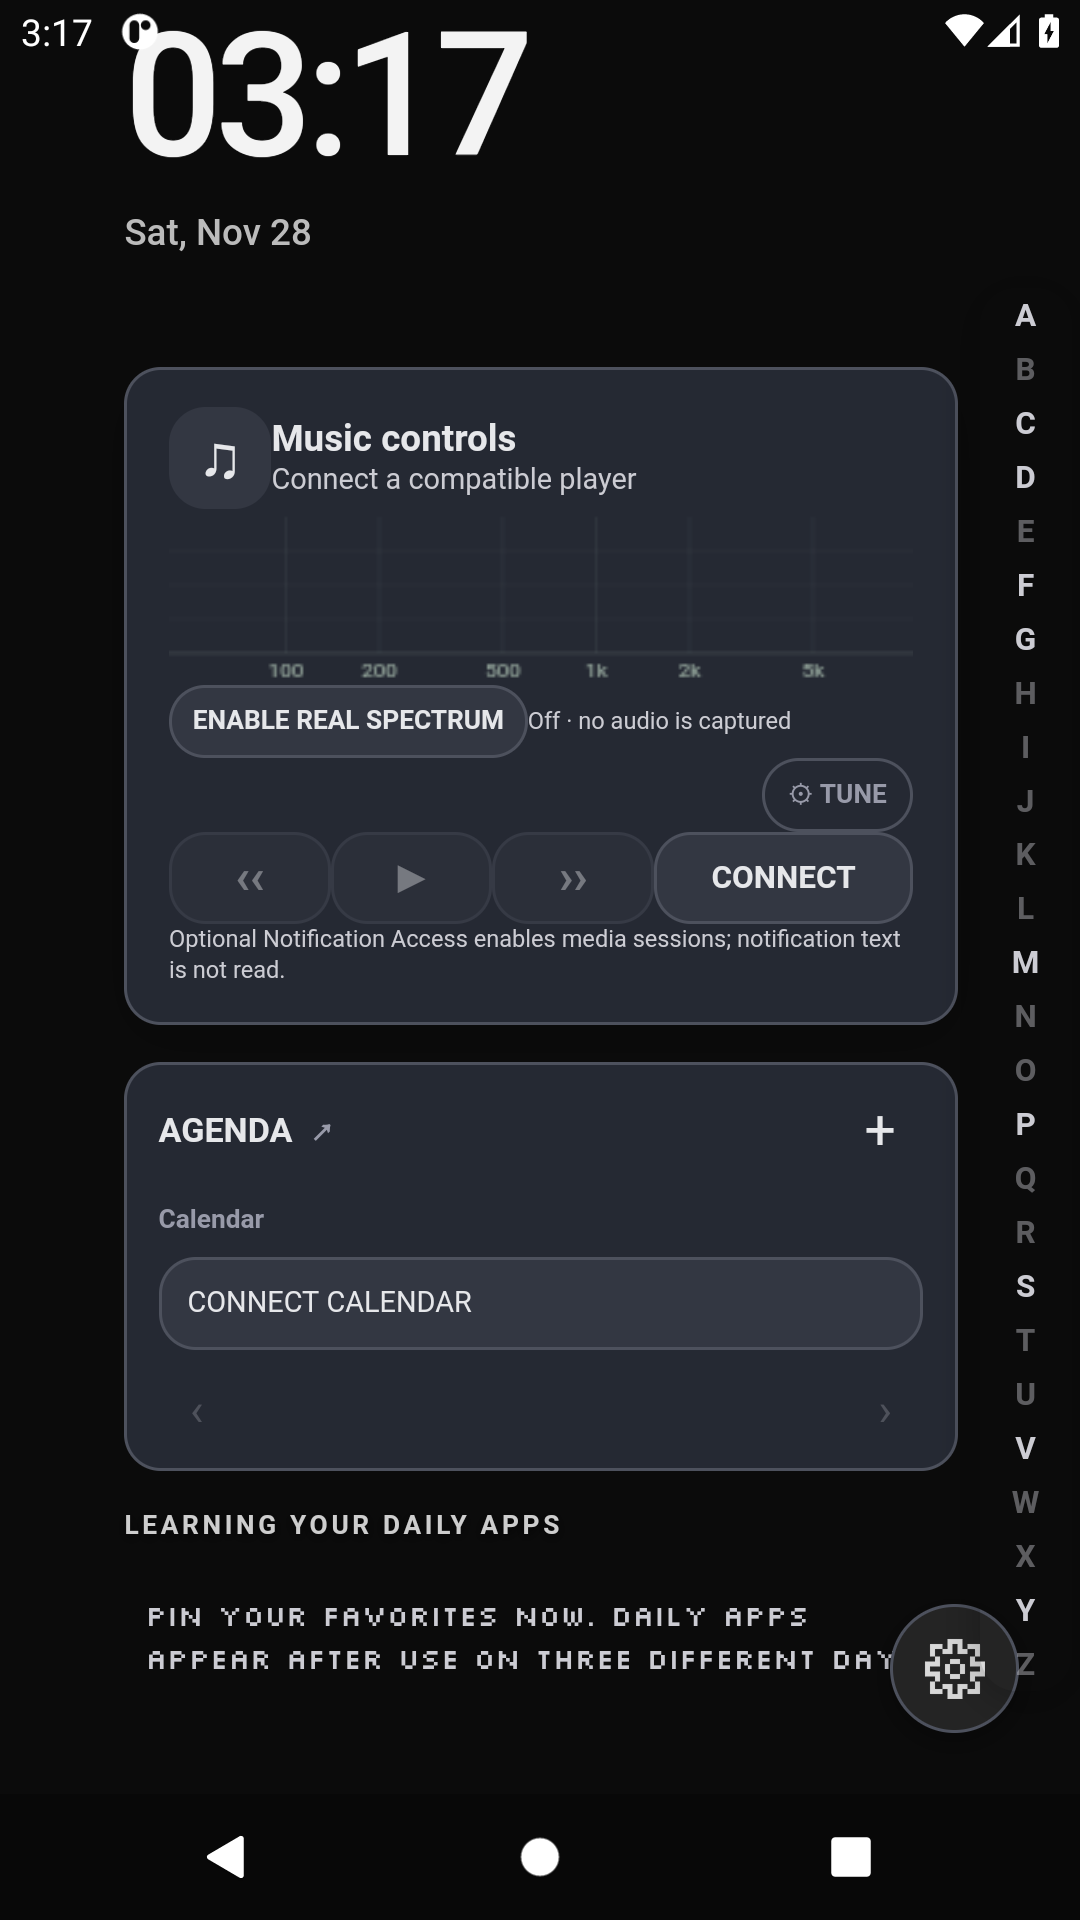 3:17
03:17
Sat, Nov 28
Music controls
Connect a compatible player
100 200 500 1k 2k 5k
ENABLE REAL SPECTRUM Off · no audio is captured
TUNE
CONNECT
Optional Notification Access enables media sessions; notification text
is not read.
AGENDA
Calendar
CONNECT CALENDAR
LEARNING YOUR DAILY APPS
PIN YOUR FAVORITES NOW. DAILY APPS
APPEAR AFTER USE ON THREE DIFFERENT DAY
A
B
C
D
E
F
G
H
I
J
K
L
M
N
O
P
Q
R
S
T
U
V
W
X
Y
Z